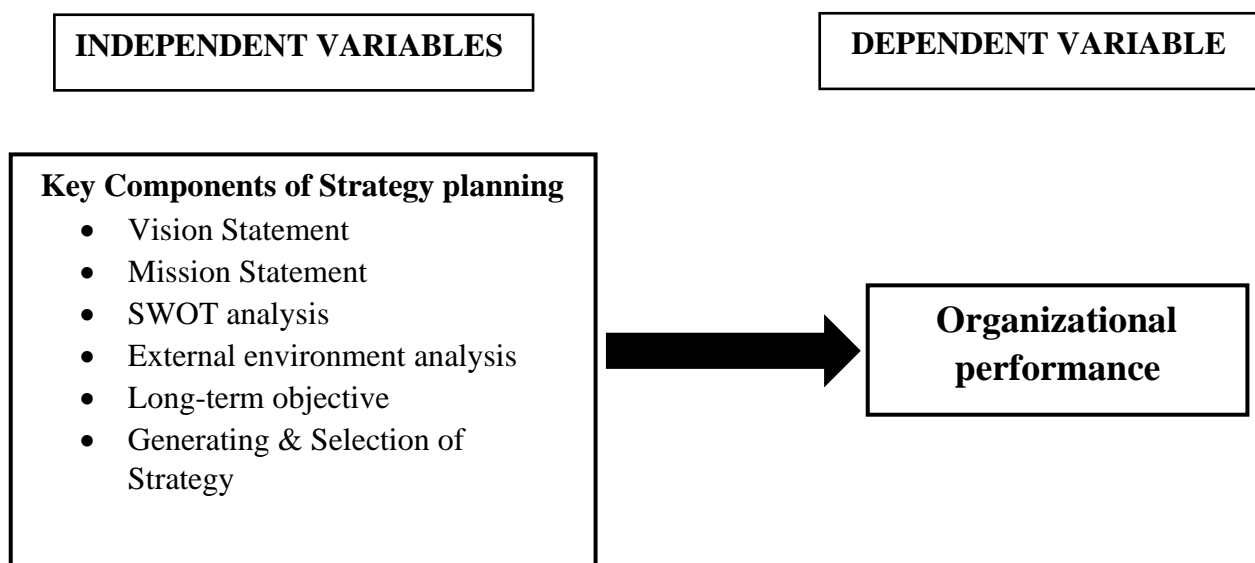 INDEPENDENT VARIABLES
DEPENDENT VARIABLE
Key Components of Strategy planning
• Vision Statement
• Mission Statement
• SWOT analysis
• External environment analysis
• Long-term objective
• Generating & Selection of
Strategy
Organizational
performance